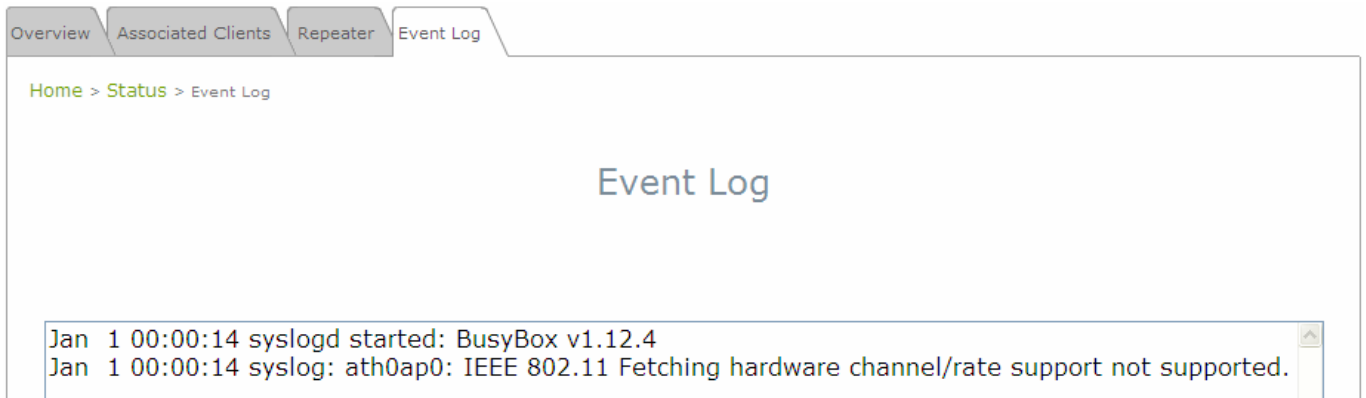 Overview Associated Clients Repeater Event Log
Home > Status > Event Log
Event Log
Jan  1 00:00:14 syslogd started: BusyBox v1.12.4
Jan  1 00:00:14 syslog: ath0ap0: IEEE 802.11 Fetching hardware channel/rate support not supported.